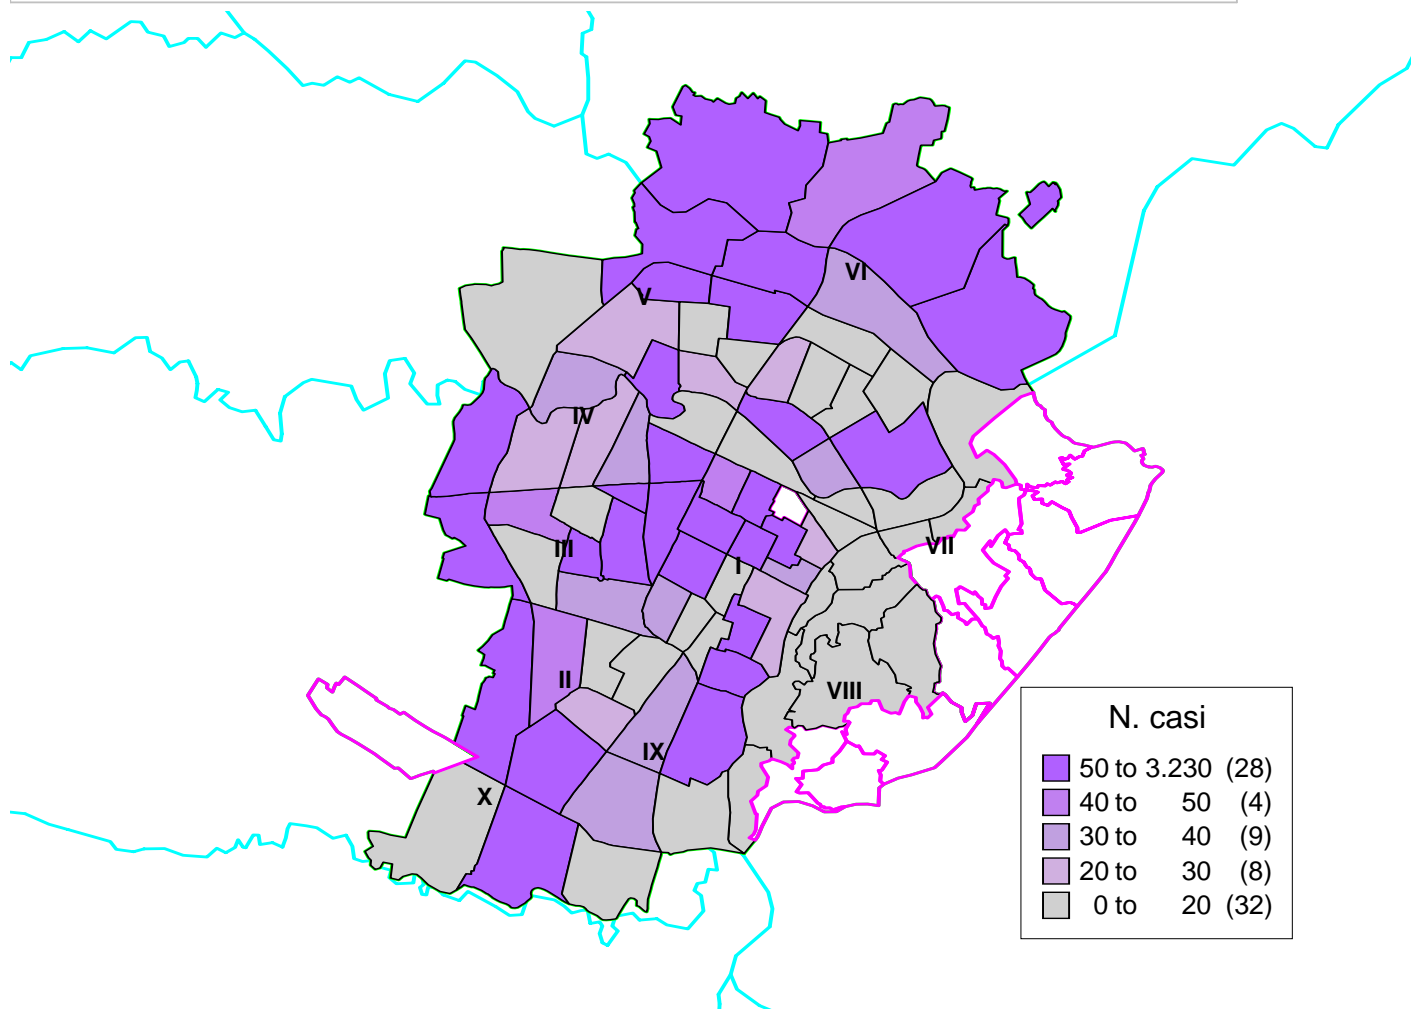 VI
V
IV
III
VII
I
II
VIII
IX
X
N. casi
50 to 3.230 (28)
40 to 50 (4)
30 to 40 (9)
20 to 30 (8)
0 to 20 (32)